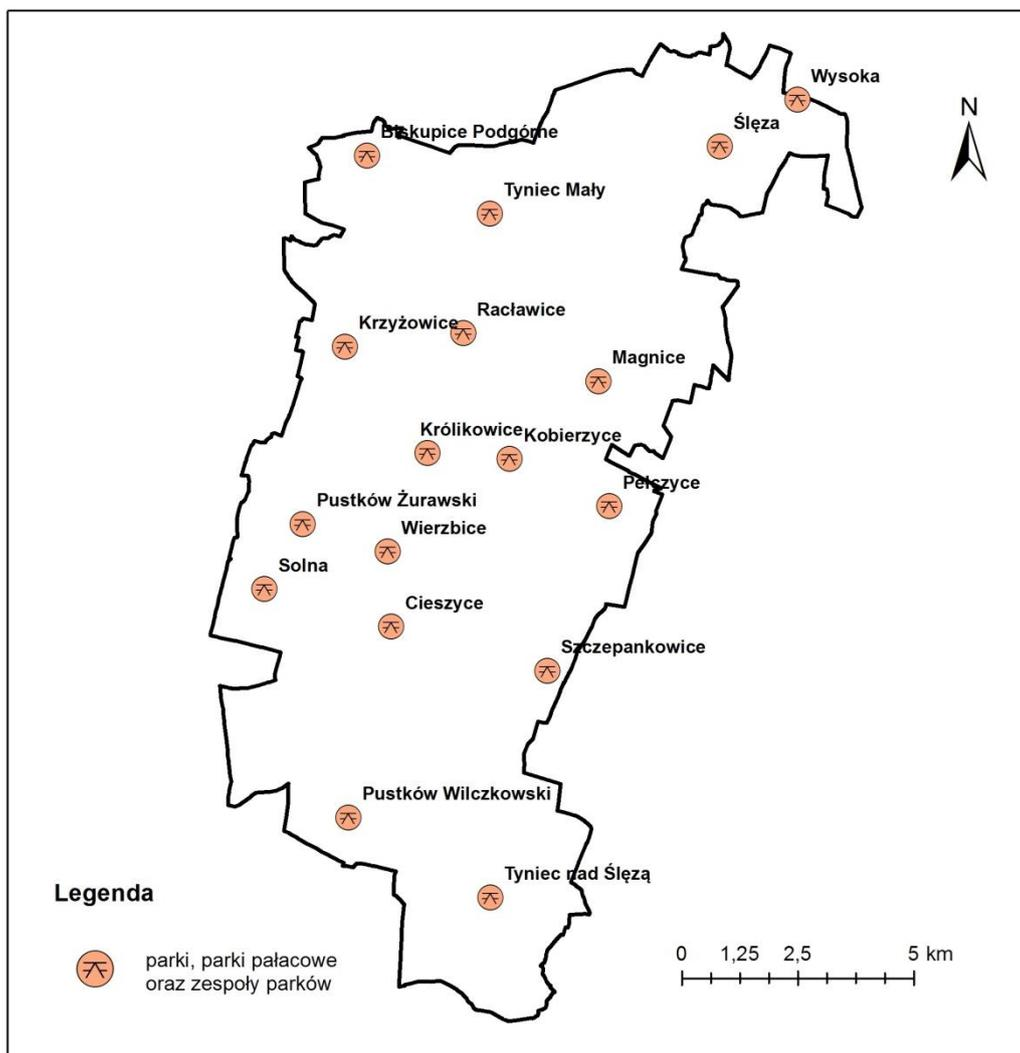 Wysoka
Ślęza
N
Biskupice Podgórne
Tyniec Mały
Racławice
Krzyżowice
Magnice
Królikowice
Kobierzyce
Pełczyce
Pustków Żurawski
Wierzbice
Solna
Cieszyce
Szczepankowice
Pustków Wilczkowski
Tyniec nad Ślęzą
Legenda
parki, parki pałacowe
oraz zespoły parków
0 1,25 2,5 5 km